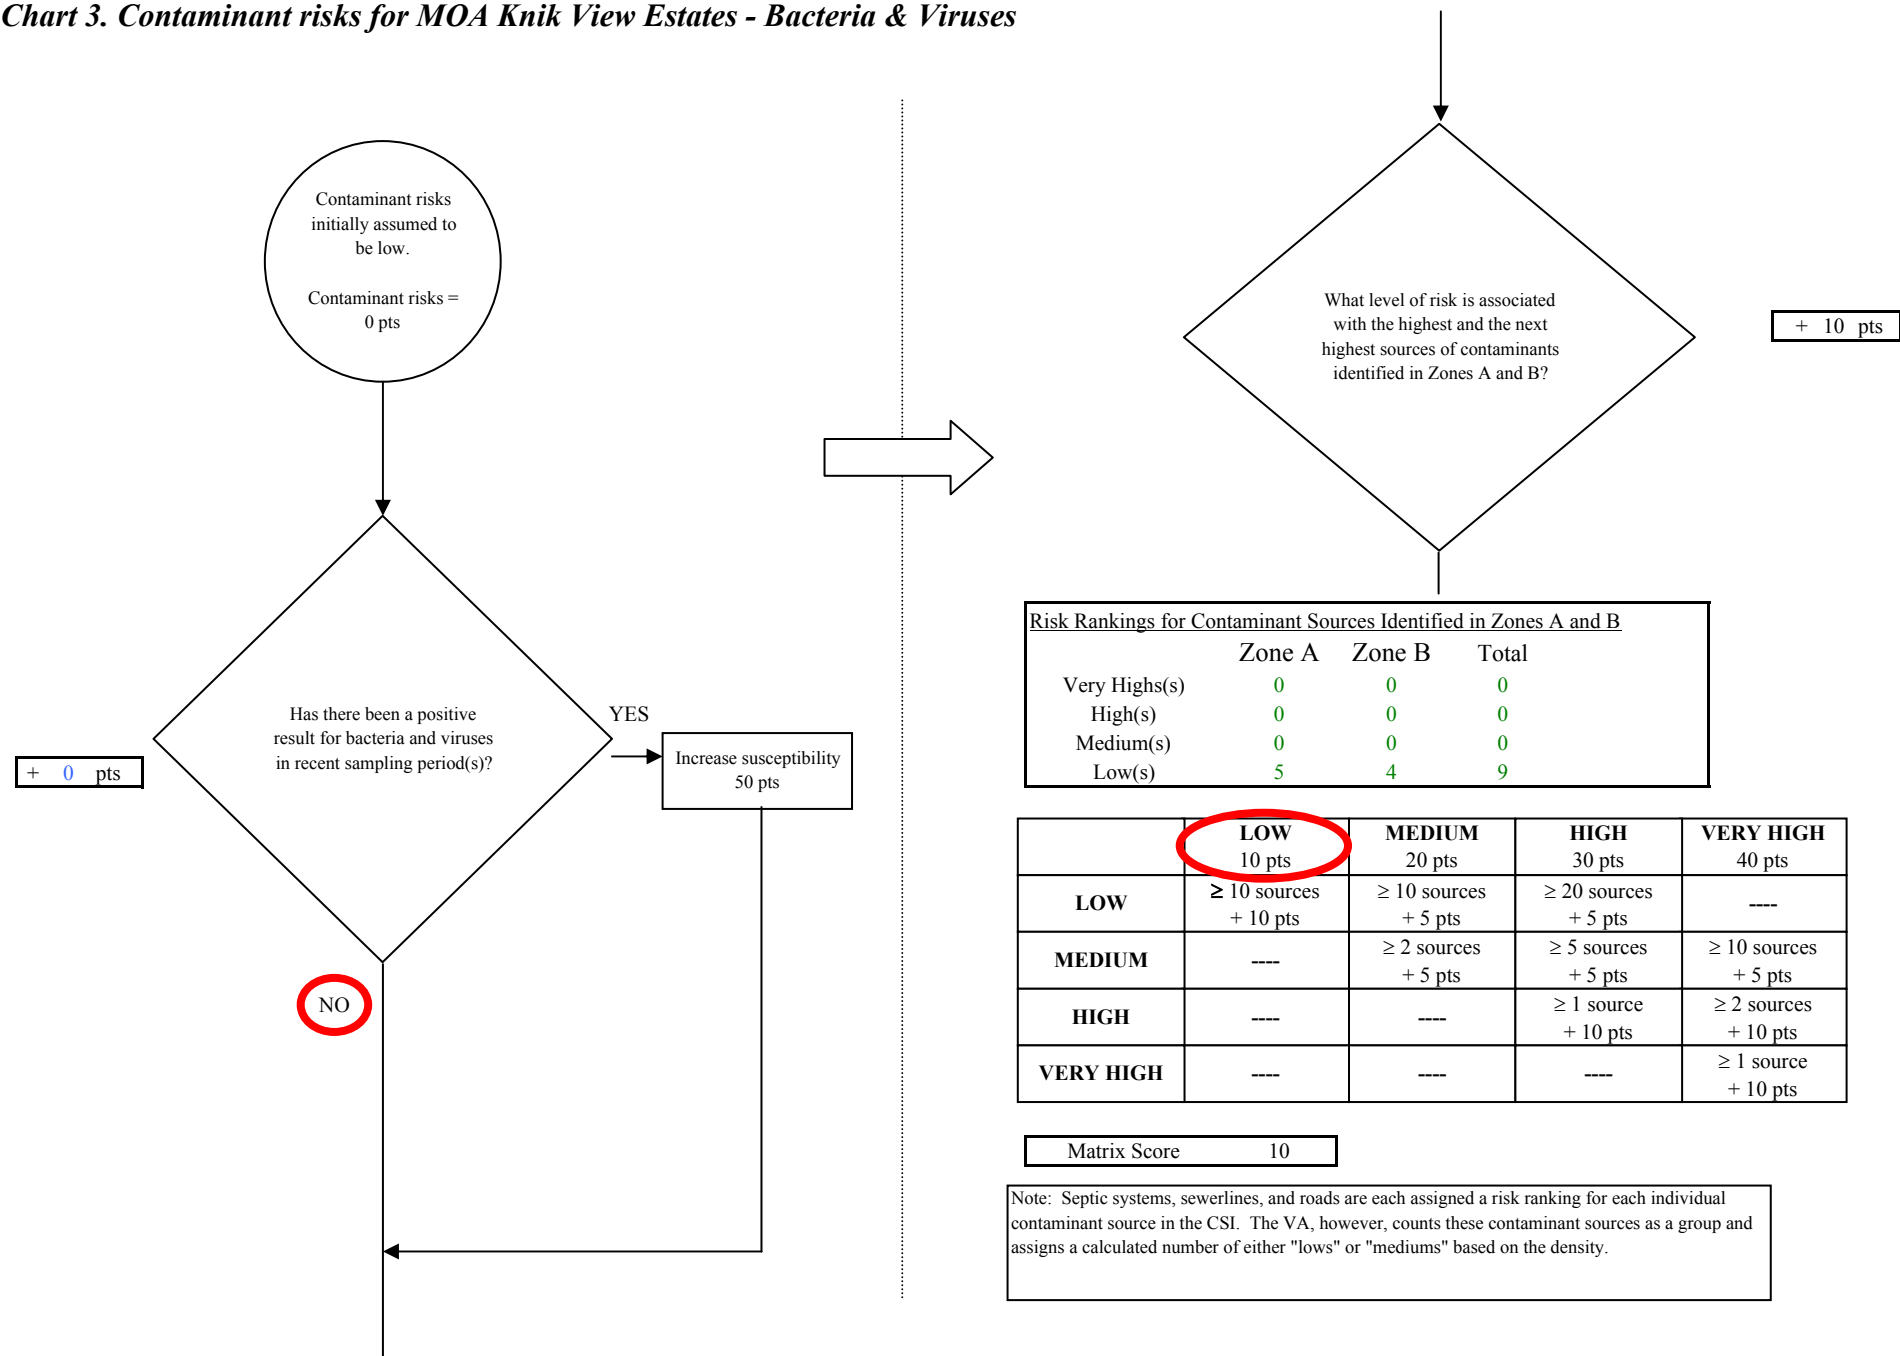 Chart 3. Contaminant risks for MOA Knik View Estates - Bacteria & Viruses
Contaminant risks
initially assumed to
be low.
Contaminant risks =
0 pts
Has there been a positive
result for bacteria and viruses
in recent sampling period(s)?
+ 0 pts
YES
Increase susceptibility
50 pts
NO
What level of risk is associated
with the highest and the next
highest sources of contaminants
identified in Zones A and B?
+ 10 pts
Risk Rankings for Contaminant Sources Identified in Zones A and B
Zone A Zone B Total
Very Highs(s) 0 0 0
High(s) 0 0 0
Medium(s) 0 0 0
Low(s) 5 4 9
LOW MEDIUM HIGH VERY HIGH
10 pts 20 pts 30 pts 40 pts
LOW ≥ 10 sources ≥ 10 sources ≥ 20 sources ----
+ 10 pts + 5 pts + 5 pts
MEDIUM ---- ≥ 2 sources ≥ 5 sources ≥ 10 sources
+ 5 pts + 5 pts + 5 pts
HIGH ---- ---- ≥ 1 source ≥ 2 sources
+ 10 pts + 10 pts
VERY HIGH ---- ---- ---- ≥ 1 source
+ 10 pts
Matrix Score 10
Note: Septic systems, sewerlines, and roads are each assigned a risk ranking for each individual
contaminant source in the CSI. The VA, however, counts these contaminant sources as a group and
assigns a calculated number of either "lows" or "mediums" based on the density.